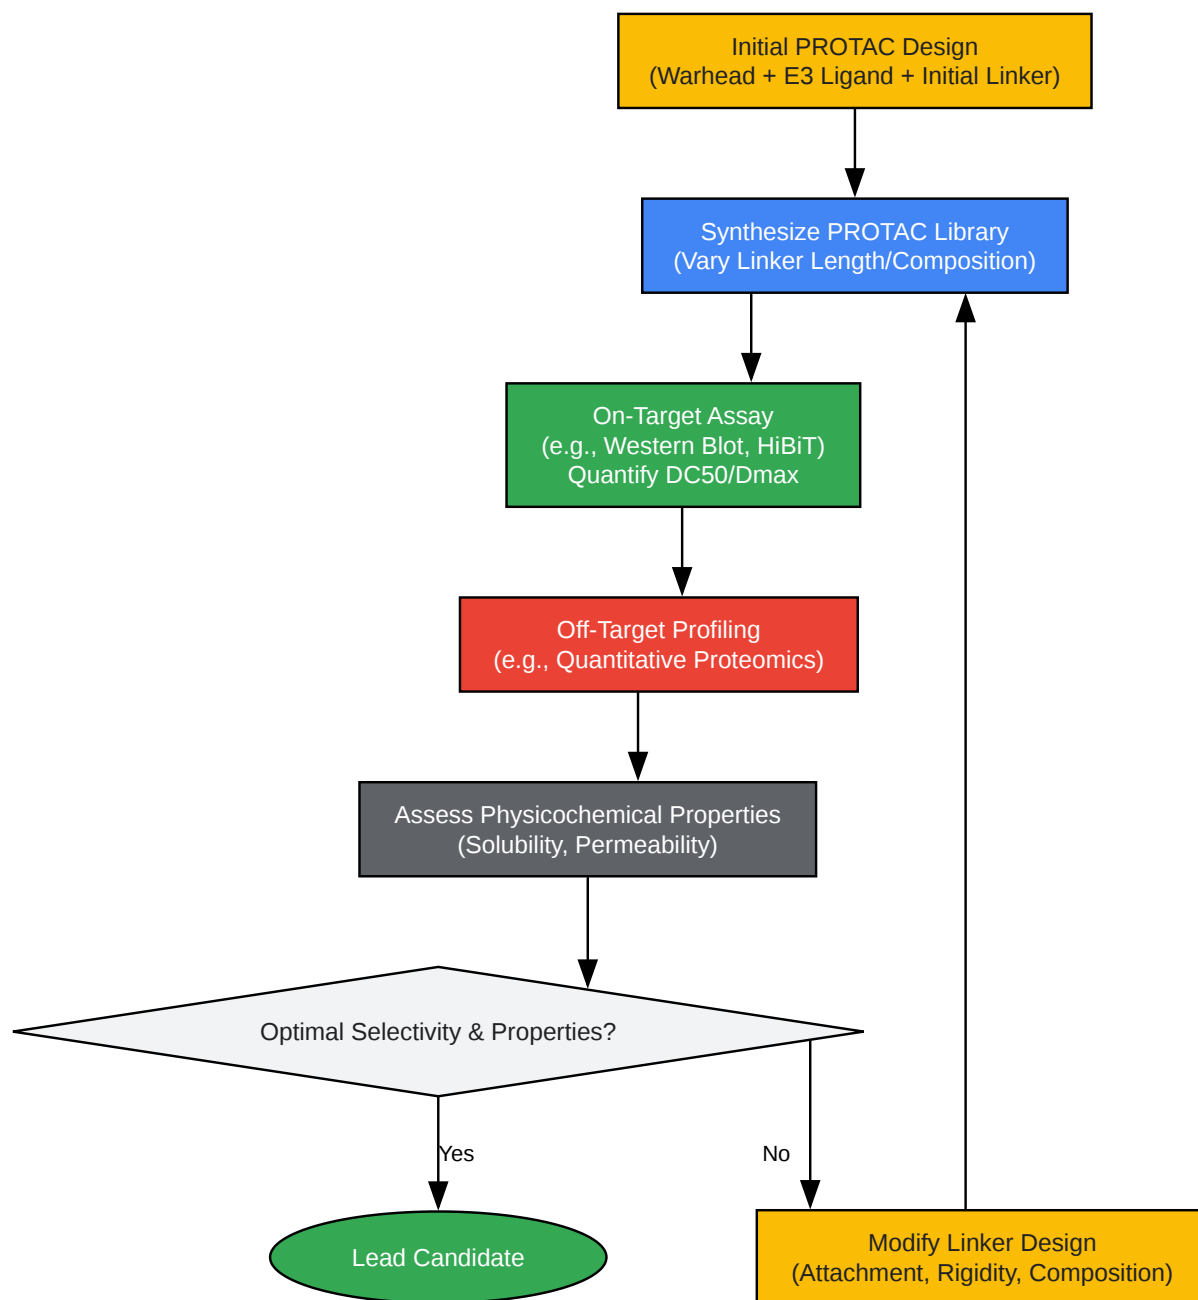 Initial PROTAC Design
(Warhead + E3 Ligand + Initial Linker)
Synthesize PROTAC Library
(Vary Linker Length/Composition)
On-Target Assay
(e.g., Western Blot, HiBiT)
Quantify DC50/Dmax
Off-Target Profiling
(e.g., Quantitative Proteomics)
Assess Physicochemical Properties
(Solubility, Permeability)
Optimal Selectivity & Properties?
Yes
No
Lead Candidate
Modify Linker Design
(Attachment, Rigidity, Composition)